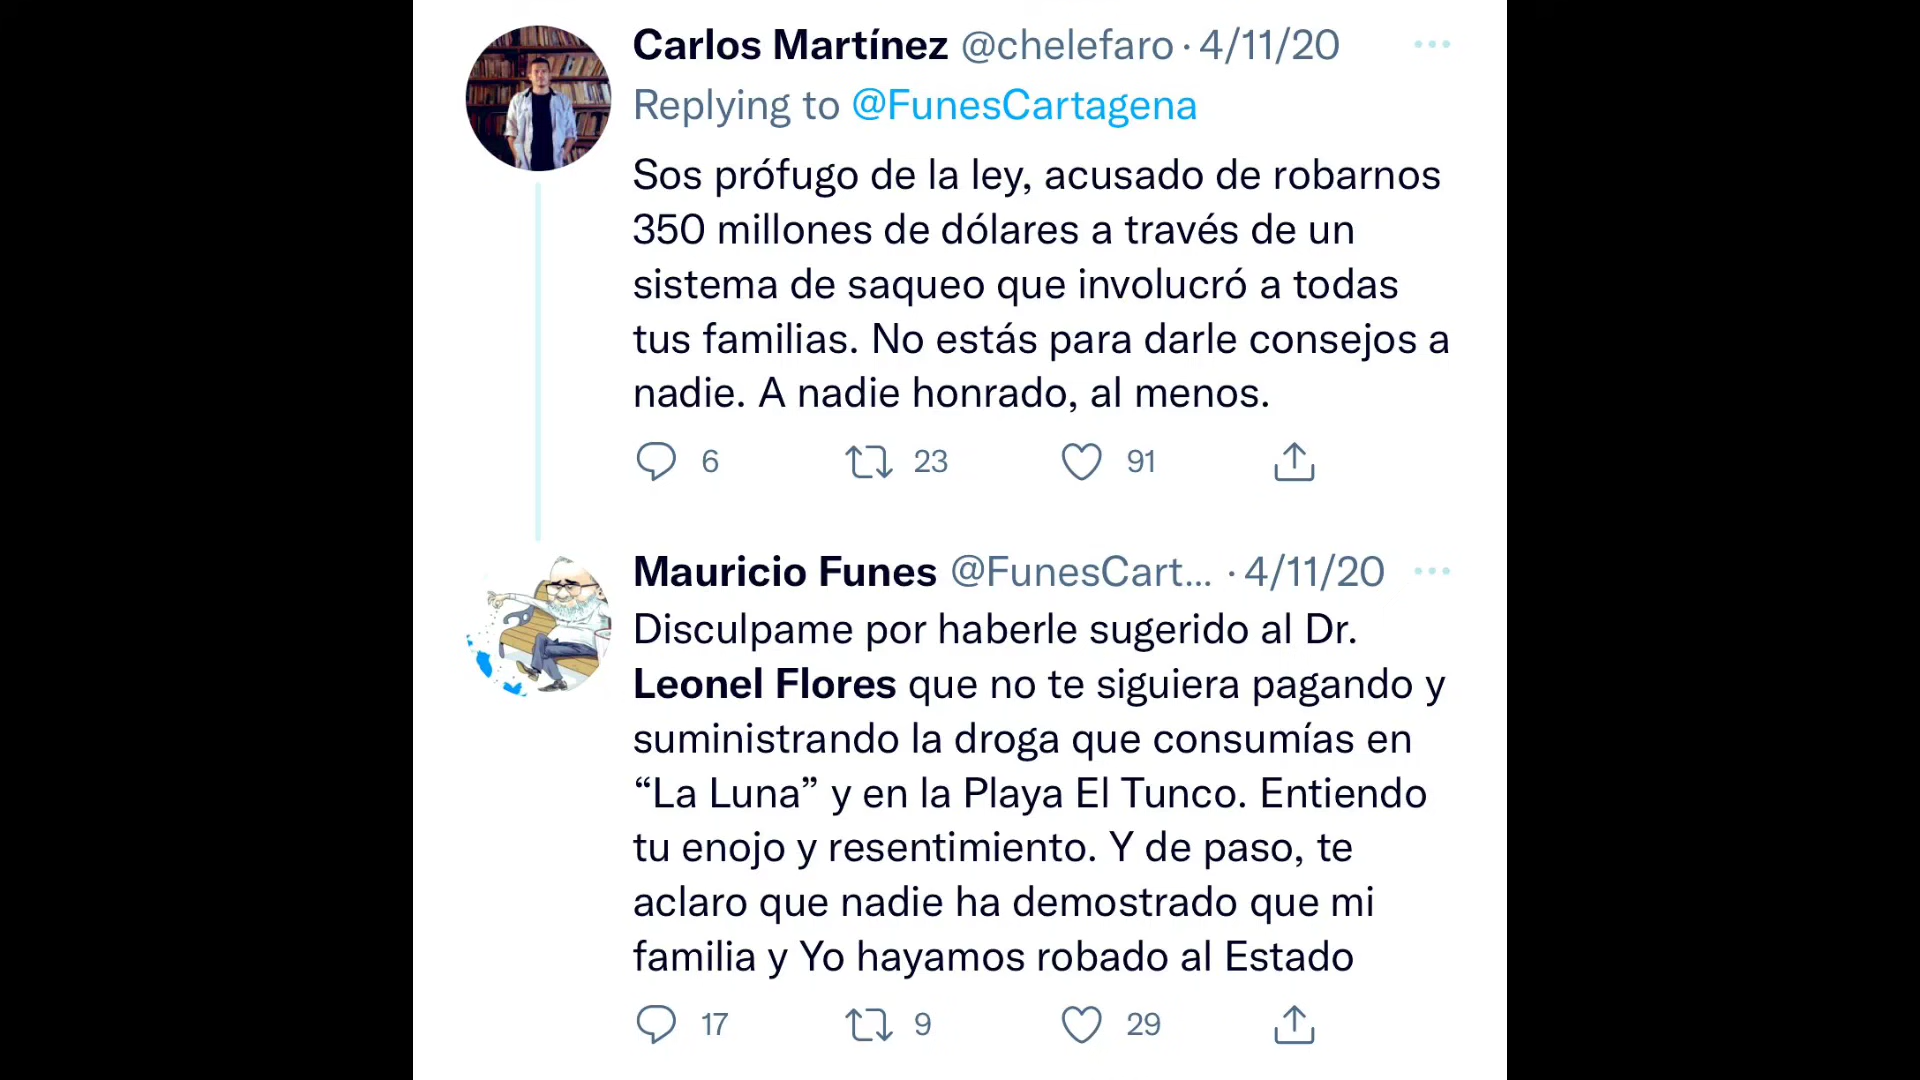 Carlos Martínez @chelefaro · 4/11/20
Replying to @FunesCartagena
Sos prófugo de la ley, acusado de robarnos
350 millones de dólares a través de un
sistema de saqueo que involucró a todas
tus familias. No estás para darle consejos a
nadie. A nadie honrado, al menos.
6 23 91
Mauricio Funes @FunesCart... · 4/11/20
Disculpame por haberle sugerido al Dr.
Leonel Flores que no te siguiera pagando y
suministrando la droga que consumías en
“La Luna” y en la Playa El Tunco. Entiendo
tu enojo y resentimiento. Y de paso, te
aclaro que nadie ha demostrado que mi
familia y Yo hayamos robado al Estado
17 9 29